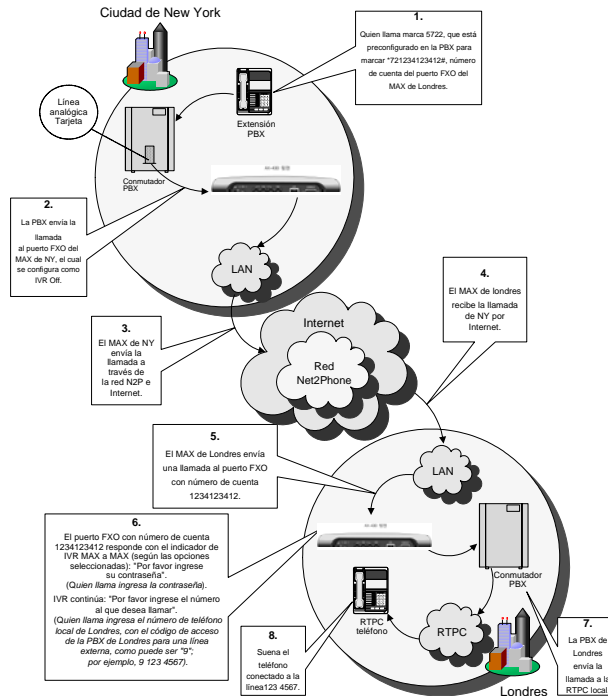 Ciudad de New York
1.
Quien llama marca 5722, que está
preconfigurado en la PBX para
marcar *721234123412#, número
de cuenta del puerto FXO del
MAX de Londres.
Línea
analógica
Tarjeta
Extensión
PBX
Conmutador
PBX
2.
La PBX envía la
llamada
al puerto FXO del
MAX de NY, el cual
se configura como
IVR Off.
LAN
3.
El MAX de NY
envía la
llamada a
través de
la red N2P e
Internet.
Internet
Red
Net2Phone
4.
El MAX de londres
recibe la llamada
de NY por
Internet.
5.
El MAX de Londres envía
una llamada al puerto FXO
con número de cuenta
1234123412.
LAN
6.
El puerto FXO con número de cuenta
1234123412 responde con el indicador de
IVR MAX a MAX (según las opciones
seleccionadas): "Por favor ingrese
su contraseña".
(Quien llama ingresa la contraseña).
IVR continúa: "Por favor ingrese el número
al que desea llamar".
(Quien llama ingresa el número de teléfono
local de Londres, con el código de acceso
de la PBX de Londres para una línea
externa, como puede ser "9";
por ejemplo, 9 123 4567).
Conmutador
PBX
RTPC
teléfono
RTPC
7.
La PBX de
Londres
envía la
llamada a la
RTPC local.
8.
Suena el
teléfono
conectado a la
línea123 4567.
Londres